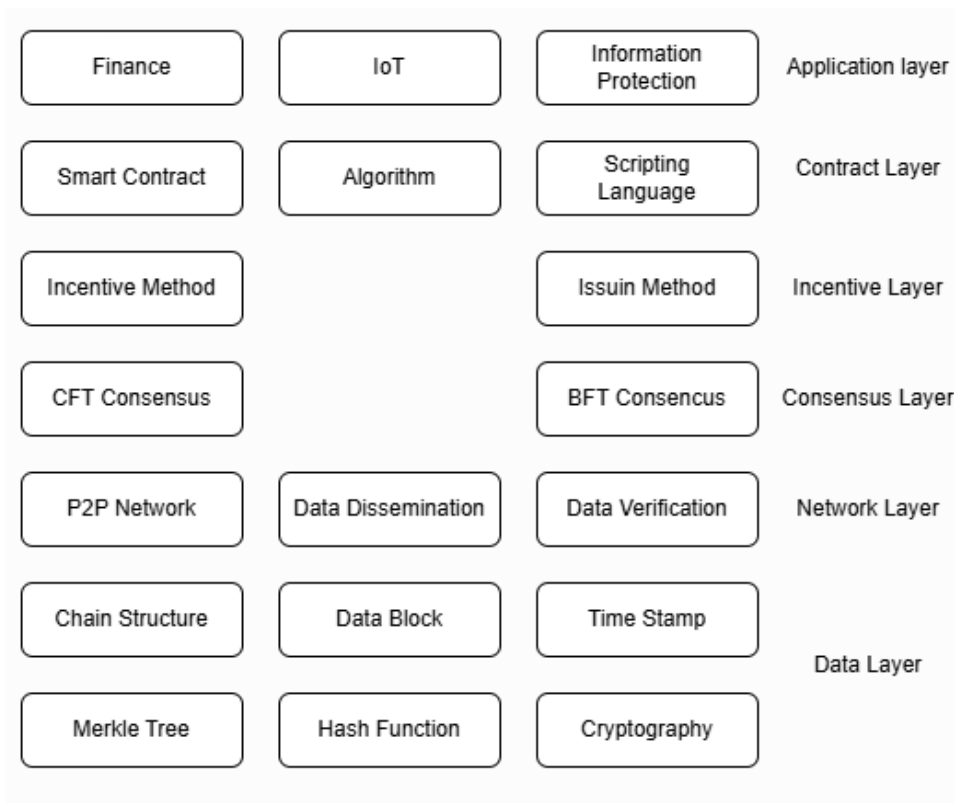 Finance
IoT
Information
Protection
Application layer
Smart Contract
Algorithm
Scripting
Language
Contract Layer
Incentive Method
Issuin Method
Incentive Layer
CFT Consensus
BFT Consencus
Consensus Layer
P2P Network
Data Dissemination
Data Verification
Network Layer
Chain Structure
Data Block
Time Stamp
Data Layer
Merkle Tree
Hash Function
Cryptography